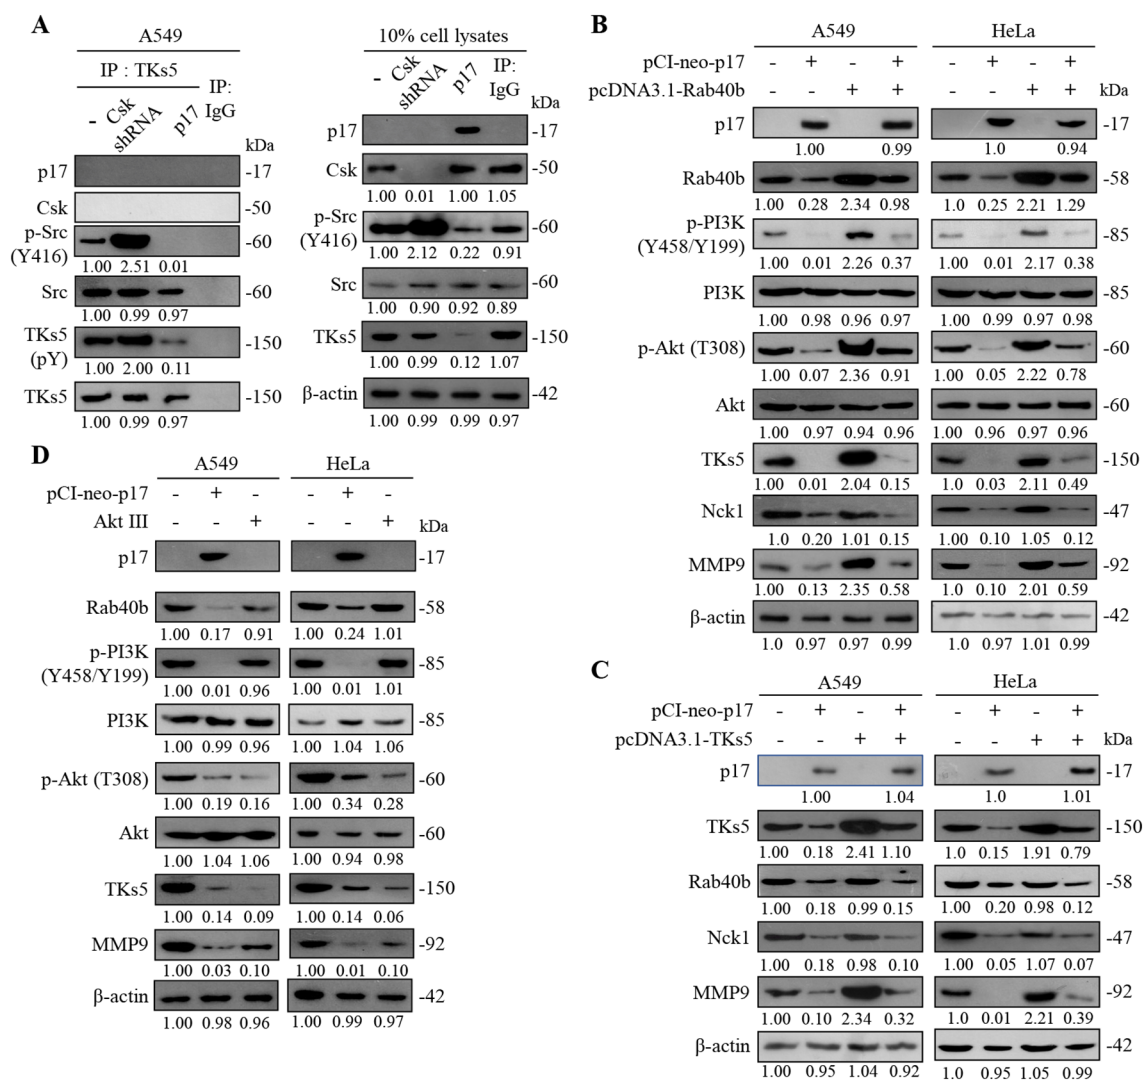 A
A549
IP : TKs5
IP:
IgG
-
Csk
shRNA
p17
kDa
p17
-17
Csk
-50
p-Src
(Y416)
-60
1.00 2.51 0.01
Src
-60
1.00 0.99 0.97
TKs5
(pY)
-150
1.00 2.00 0.11
TKs5
-150
1.00 0.99 0.97
10% cell lysates
-
Csk
shRNA
p17
IP:
IgG
kDa
p17
-17
Csk
-50
1.00 0.01 1.00 1.05
p-Src
(Y416)
-60
1.00 2.12 0.22 0.91
Src
-60
1.00 0.90 0.92 0.89
TKs5
-150
1.00 0.99 0.12 1.07
β-actin
-42
1.00 0.99 0.99 0.97
B
A549 HeLa
pCI-neo-p17 - + - + - + - +
pcDNA3.1-Rab40b - - + + - - + + kDa
p17 -17
1.00 0.99 1.0 0.94
Rab40b -58
1.00 0.28 2.34 0.98 1.0 0.25 2.21 1.29
p-PI3K
(Y458/Y199) -85
1.00 0.01 2.26 0.37 1.00 0.01 2.17 0.38
PI3K -85
1.00 0.98 0.96 0.97 1.00 0.99 0.97 0.98
p-Akt (T308) -60
1.00 0.07 2.36 0.91 1.00 0.05 2.22 0.78
Akt -60
1.00 0.97 0.94 0.96 1.00 0.96 0.97 0.96
TKs5 -150
1.00 0.01 2.04 0.15 1.0 0.03 2.11 0.49
Nck1 -47
1.0 0.20 1.01 0.15 1.00 0.10 1.05 0.12
MMP9 -92
1.00 0.13 2.35 0.58 1.0 0.10 2.01 0.59
β-actin -42
1.00 0.97 0.97 0.99 1.0 0.97 1.01 0.99
D
A549 HeLa
pCI-neo-p17 - + - - + -
Akt III - - + - - + kDa
p17 -17
Rab40b -58
1.00 0.17 0.91 1.00 0.24 1.01
p-PI3K
(Y458/Y199) -85
1.00 0.01 0.96 1.00 0.01 1.01
PI3K -85
1.00 0.99 0.96 1.00 1.04 1.06
p-Akt (T308) -60
1.00 0.19 0.16 1.00 0.34 0.28
Akt -60
1.00 1.04 1.06 1.00 0.94 0.98
TKs5 -150
1.00 0.14 0.09 1.00 0.14 0.06
MMP9 -92
1.00 0.03 0.10 1.00 0.01 0.10
β-actin -42
1.00 0.98 0.96 1.00 0.99 0.97
C
A549 HeLa
pCI-neo-p17 - + - + - + - +
pcDNA3.1-TKs5 - - + + - - + + kDa
p17 -17
1.00 1.04 1.0 1.01
TKs5 -150
1.00 0.18 2.41 1.10 1.0 0.15 1.91 0.79
Rab40b -58
1.00 0.18 0.99 0.15 1.00 0.20 0.98 0.12
Nck1 -47
1.00 0.18 0.98 0.10 1.00 0.05 1.07 0.07
MMP9 -92
1.00 0.10 2.34 0.32 1.0 0.01 2.21 0.39
β-actin -42
1.00 0.95 1.04 0.92 1.0 0.95 1.05 0.99